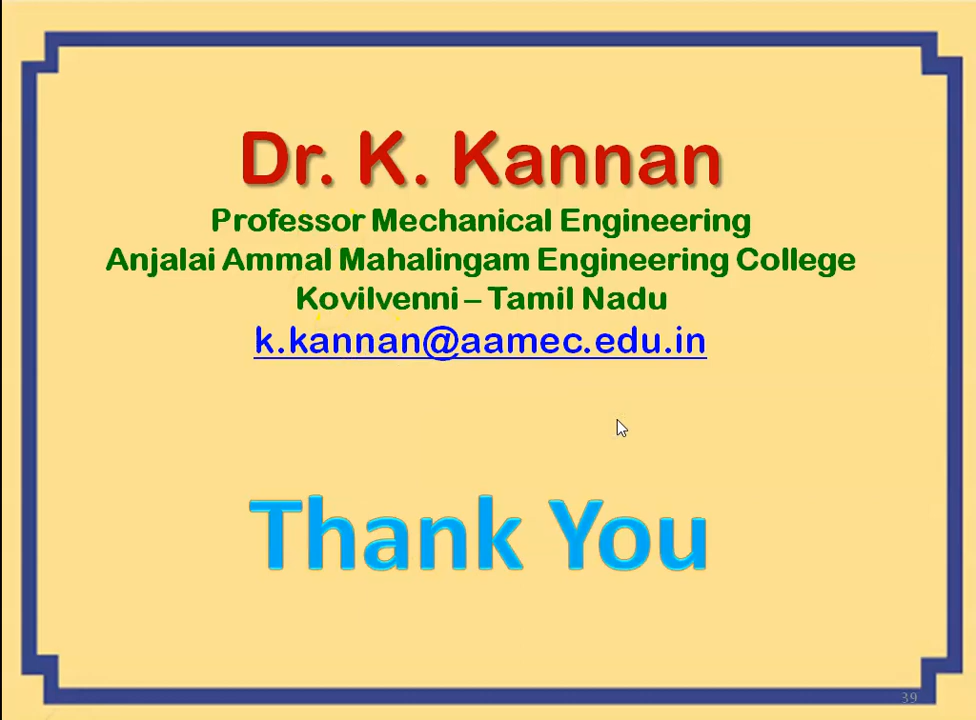 Dr. K. Kannan
Professor Mechanical Engineering
Anjalai Ammal Mahalingam Engineering College
Kovilvenni – Tamil Nadu
k.kannan@aamec.edu.in
Thank You
39